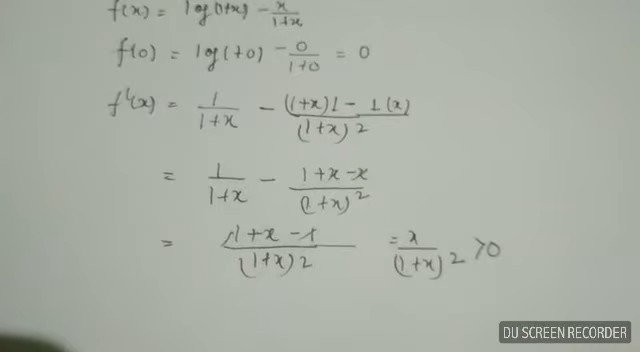 f(x) = log(1+x) - x/(1+x)
f(0) = log(1+0) - 0/(1+0) = 0
f'(x) = 1/(1+x) - ((1+x)1 - 1(x))/(1+x)²
= 1/(1+x) - (1+x-x)/(1+x)²
= (1+x-1)/(1+x)² = x/(1+x)² >0
DU SCREEN RECORDER